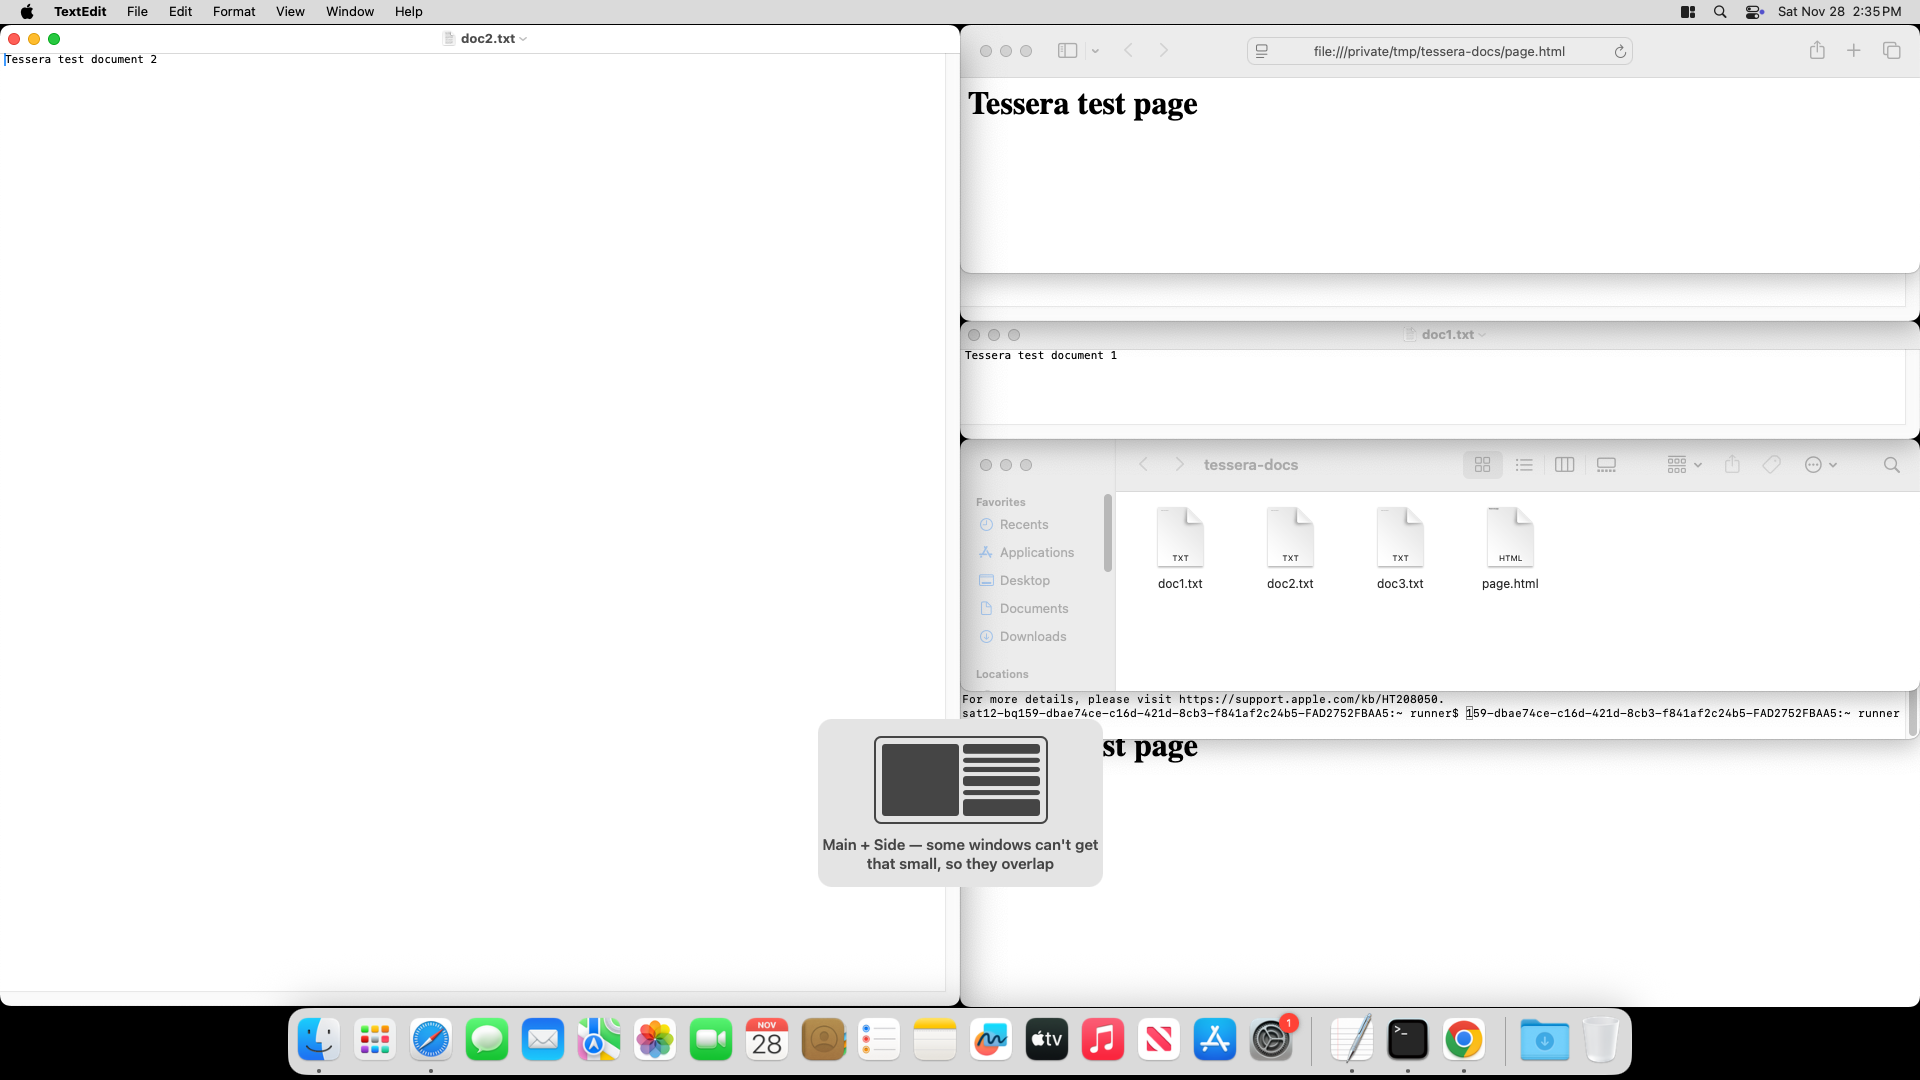 TextEdit File Edit Format View Window Help Sat Nov 28 2:35 PM
doc2.txt
Tessera test document 2
file:///private/tmp/tessera-docs/page.html
Tessera test page
doc1.txt
Tessera test document 1
tessera-docs
Favorites
Recents
Applications
Desktop
Documents
Downloads
Locations
TXT TXT TXT HTML
doc1.txt doc2.txt doc3.txt page.html
For more details, please visit https://support.apple.com/kb/HT208050.
sat12-bq159-dbae74ce-c16d-421d-8cb3-f841af2c24b5-FAD2752FBAA5:~ runner$ 159-dbae74ce-c16d-421d-8cb3-f841af2c24b5-FAD2752FBAA5:~ runner
st page
Main + Side — some windows can't get
that small, so they overlap
NOV
28
tv
1
>_